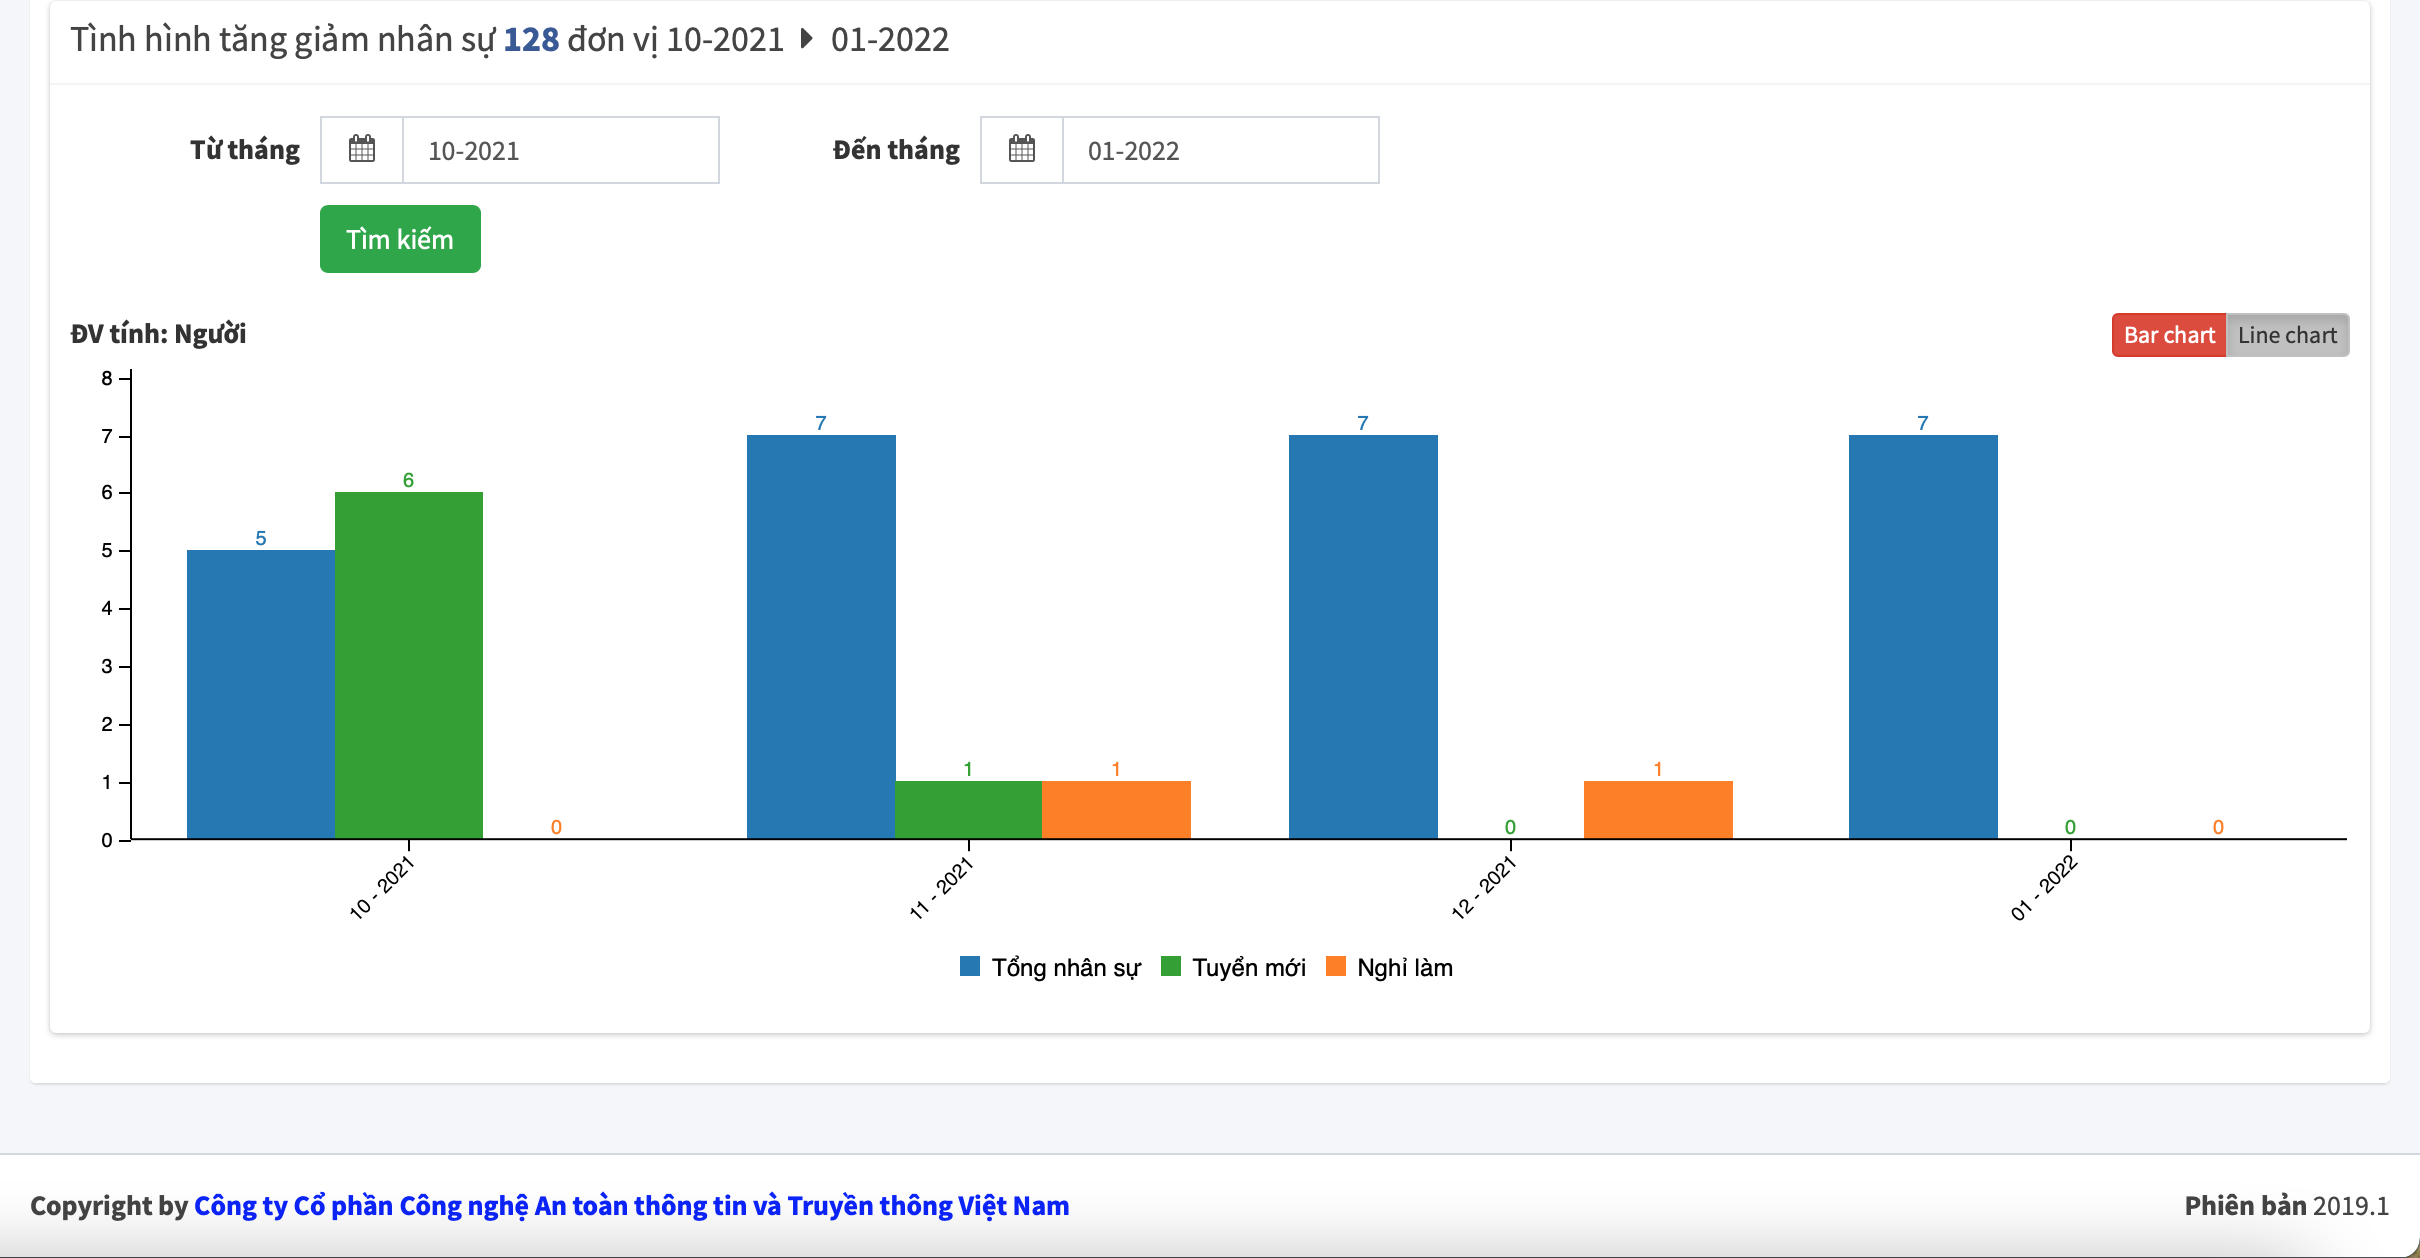 Tình hình tăng giảm nhân sự 128 đơn vị 10-2021 01-2022
Từ tháng 10-2021 Đến tháng 01-2022
Tìm kiếm
ĐV tính: Người
Bar chart Line chart
8
7
6
5
4
3
2
1
0
5 6 0
7 1 1
7 0 1
7 0 0
10 - 2021 11 - 2021 12 - 2021 01 - 2022
Tổng nhân sự Tuyển mới Nghỉ làm
Copyright by Công ty Cổ phần Công nghệ An toàn thông tin và Truyền thông Việt Nam
Phiên bản 2019.1